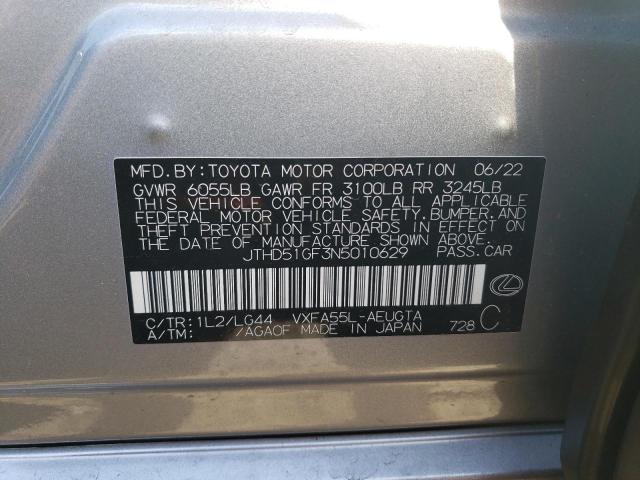 MFD.BY:TOYOTA MOTOR CORPORATION 06/22
GVWR 6055LB GAWR FR 3100LB RR 3245LB
THIS VEHICLE CONFORMS TO ALL APPLICABLE
FEDERAL MOTOR VEHICLE SAFETY,BUMPER,AND
THEFT PREVENTION STANDARDS IN EFFECT ON
THE DATE OF MANUFACTURE SHOWN ABOVE.
JTHD51GF3N5010629 PASS.CAR
C/TR:1L2/LG44 VXFA55L-AEUGTA
A/TM: /AGA0F MADE IN JAPAN 728 C